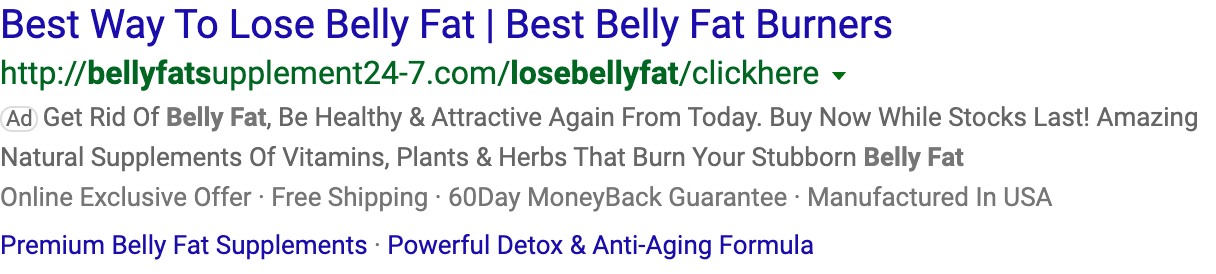 Best Way To Lose Belly Fat | Best Belly Fat Burners
http://bellyfatsupplement24-7.com/losebellyfat/clickhere
Ad Get Rid Of Belly Fat, Be Healthy & Attractive Again From Today. Buy Now While Stocks Last! Amazing
Natural Supplements Of Vitamins, Plants & Herbs That Burn Your Stubborn Belly Fat
Online Exclusive Offer · Free Shipping · 60Day MoneyBack Guarantee · Manufactured In USA
Premium Belly Fat Supplements · Powerful Detox & Anti-Aging Formula